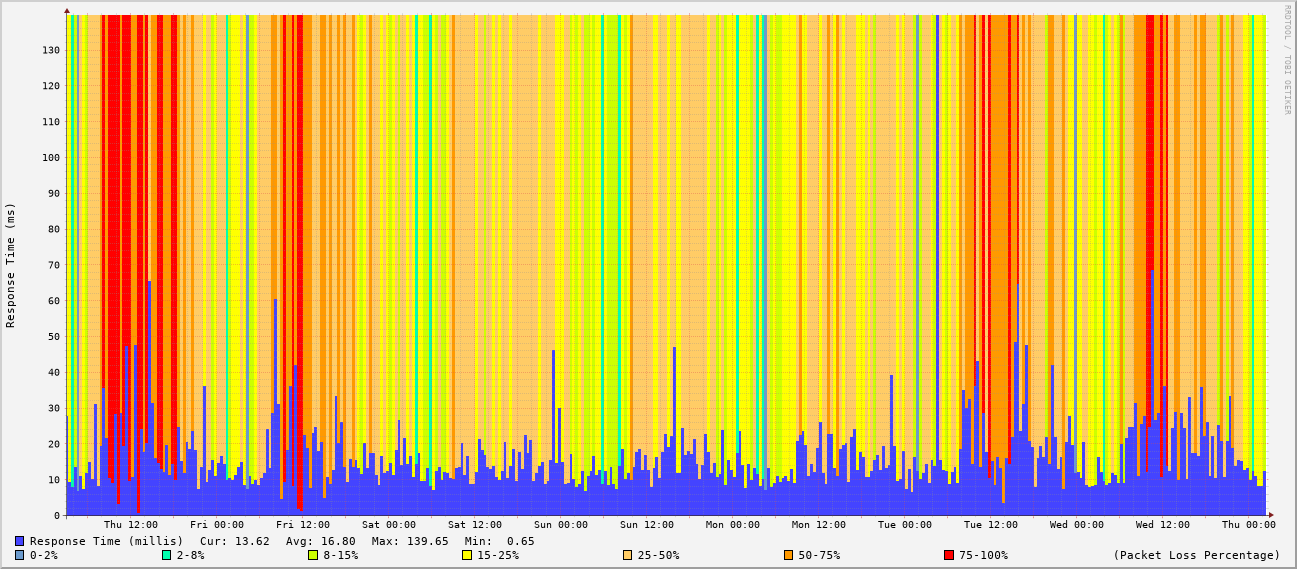 RRDTOOL / TOBI OETIKER
Response Time (ms)
130
120
110
100
90
80
70
60
50
40
30
20
10
0
Thu 12:00 Fri 00:00 Fri 12:00 Sat 00:00 Sat 12:00 Sun 00:00 Sun 12:00 Mon 00:00 Mon 12:00 Tue 00:00 Tue 12:00 Wed 00:00 Wed 12:00 Thu 00:00
Response Time (millis) Cur: 13.62 Avg: 16.80 Max: 139.65 Min: 0.65
0-2% 2-8% 8-15% 15-25% 25-50% 50-75% 75-100% (Packet Loss Percentage)